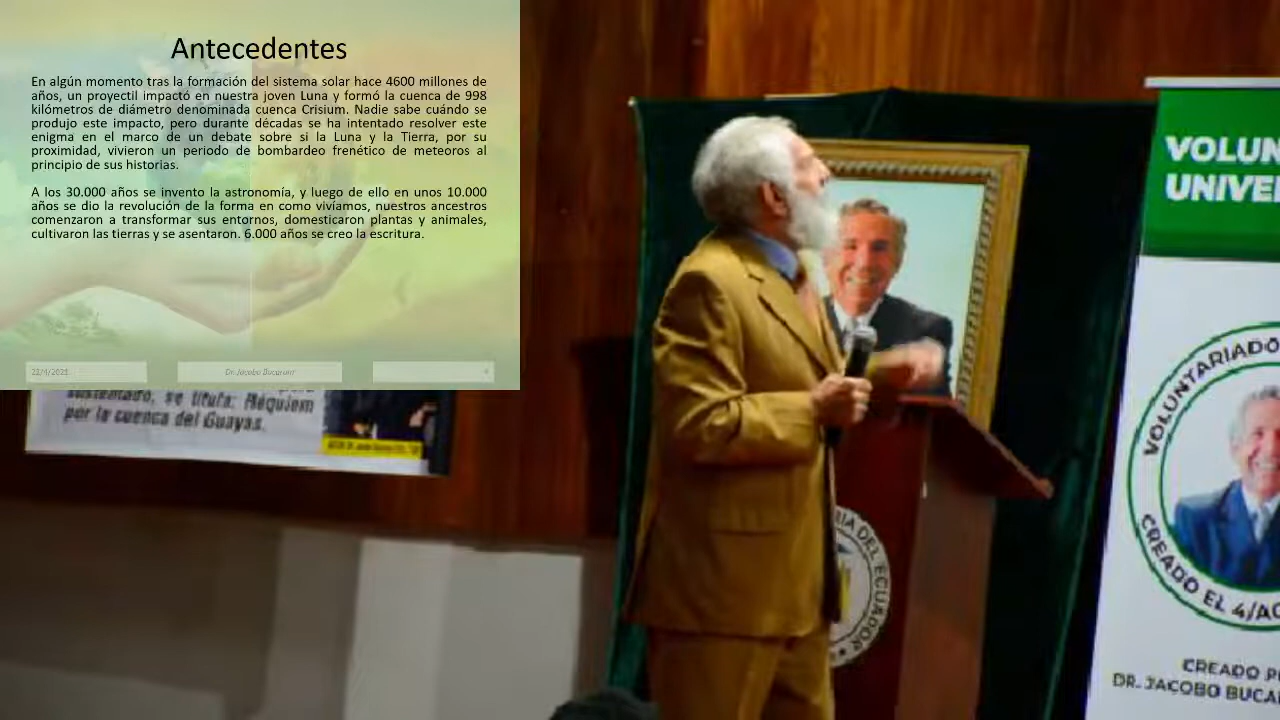 Antecedentes
En algún momento tras la formación del sistema solar hace 4600 millones de
años, un proyectil impactó en nuestra joven Luna y formó la cuenca de 998
kilómetros de diámetro denominada cuenca Crisium. Nadie sabe cuándo se
produjo este impacto, pero durante décadas se ha intentado resolver este
enigma en el marco de un debate sobre si la Luna y la Tierra, por su
proximidad, vivieron un periodo de bombardeo frenético de meteoros al
principio de sus historias.
A los 30.000 años se invento la astronomía, y luego de ello en unos 10.000
años se dio la revolución de la forma en como vivíamos, nuestros ancestros
comenzaron a transformar sus entornos, domesticaron plantas y animales,
cultivaron las tierras y se asentaron. 6.000 años se creo la escritura.
Dr. Jacobo Bucaram
sustentado, se titula: Réquiem
por la cuenca del Guayas.
VOLUN
UNIVE
VOLUNTARIADO
CREADO EL 4/AG
IA DEL ECUADOR
CREADO P
DR. JACOBO BUCA